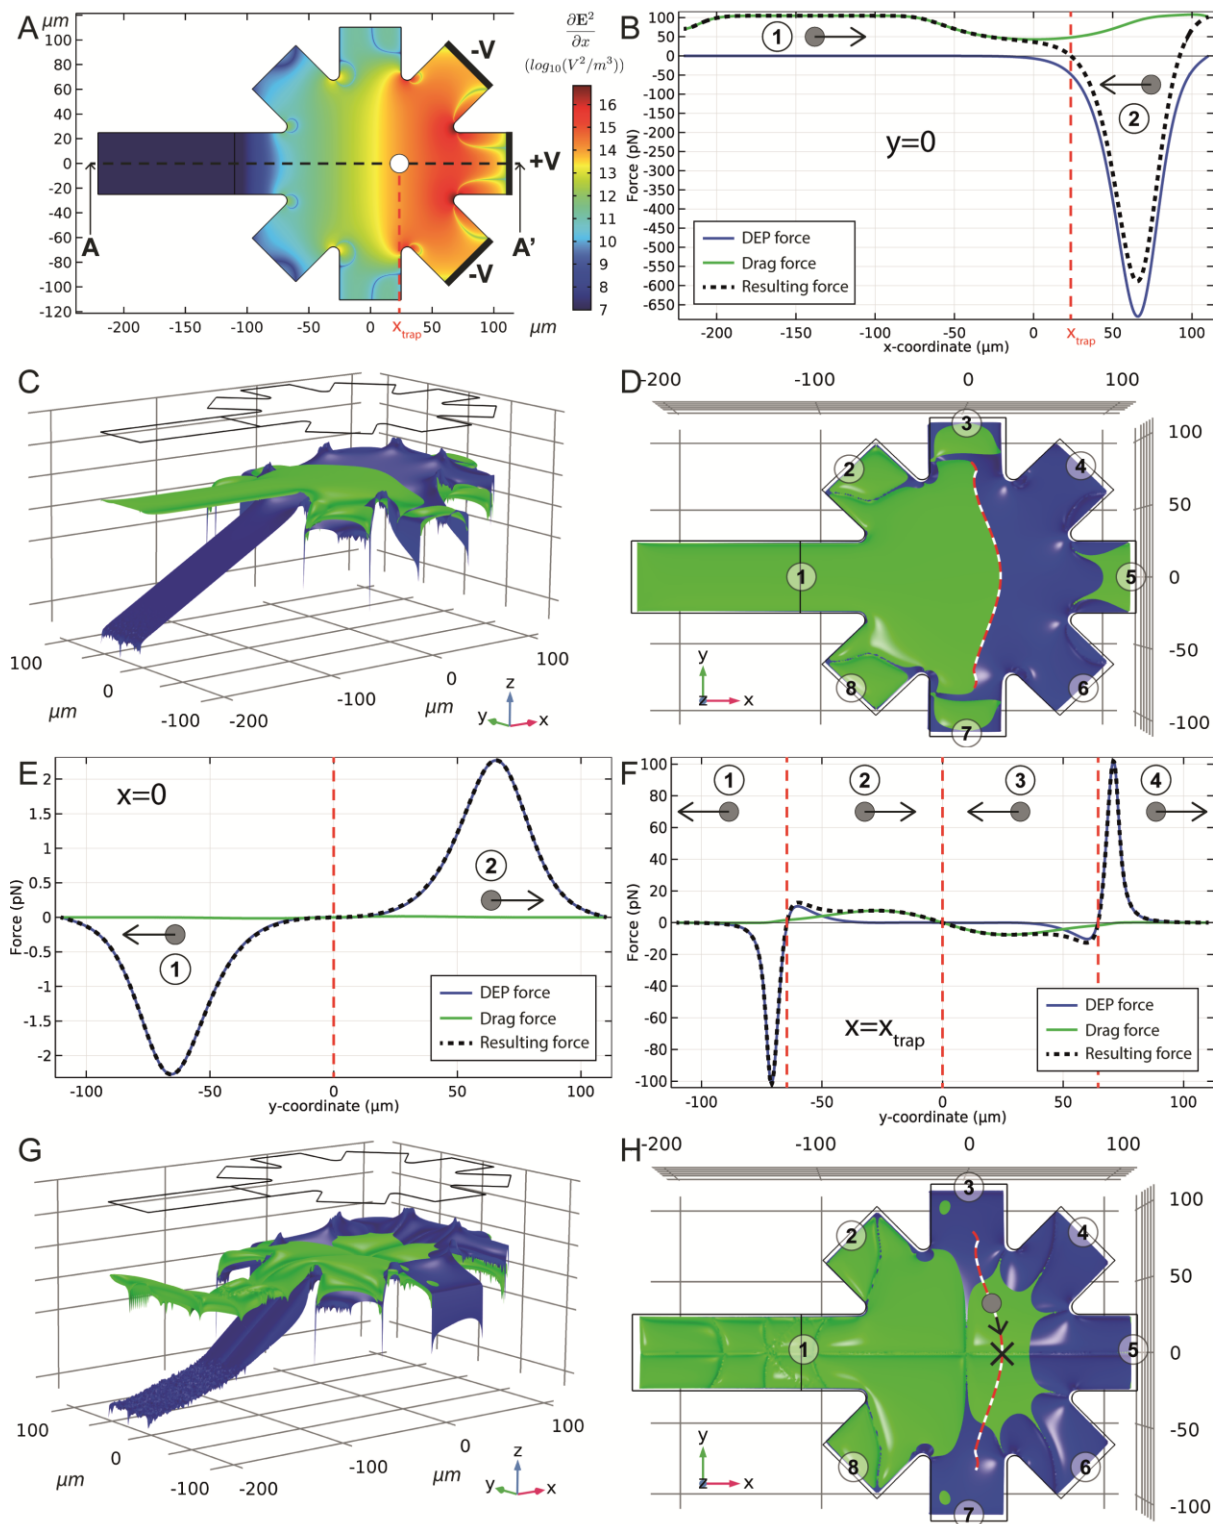 A
μm
100
80
60
40
20
0
-20
-40
-60
-80
-100
-120
-200
-150
-100
-50
0
50
100
μm
X_trap
A
A'
-V
+V
-V
∂E²/∂x
(log₁₀(V²/m³))
16
15
14
13
12
11
10
9
8
7
B
Force (pN)
100
50
0
-50
-100
-150
-200
-250
-300
-350
-400
-450
-500
-550
-600
-650
1
2
y=0
DEP force
Drag force
Resulting force
-200
-150
-100
-50
0
50
100
x-coordinate (μm)
X_trap
C
100
0
-100
μm
-200
-100
0
100
μm
z
y
x
D
-200
-100
0
100
100
50
0
-50
-100
1
2
3
4
5
6
7
8
y
z
x
E
x=0
Force (pN)
2
1.5
1
0.5
0
-0.5
-1
-1.5
-2
1
2
DEP force
Drag force
Resulting force
-100
-50
0
50
100
y-coordinate (μm)
F
Force (pN)
100
80
60
40
20
0
-20
-40
-60
-80
-100
1
2
3
4
x=x_trap
DEP force
Drag force
Resulting force
-100
-50
0
50
100
y-coordinate (μm)
G
100
0
-100
μm
-200
-100
0
100
μm
z
y
x
H
-200
-100
0
100
100
50
0
-50
-100
1
2
3
4
5
6
7
8
y
z
x